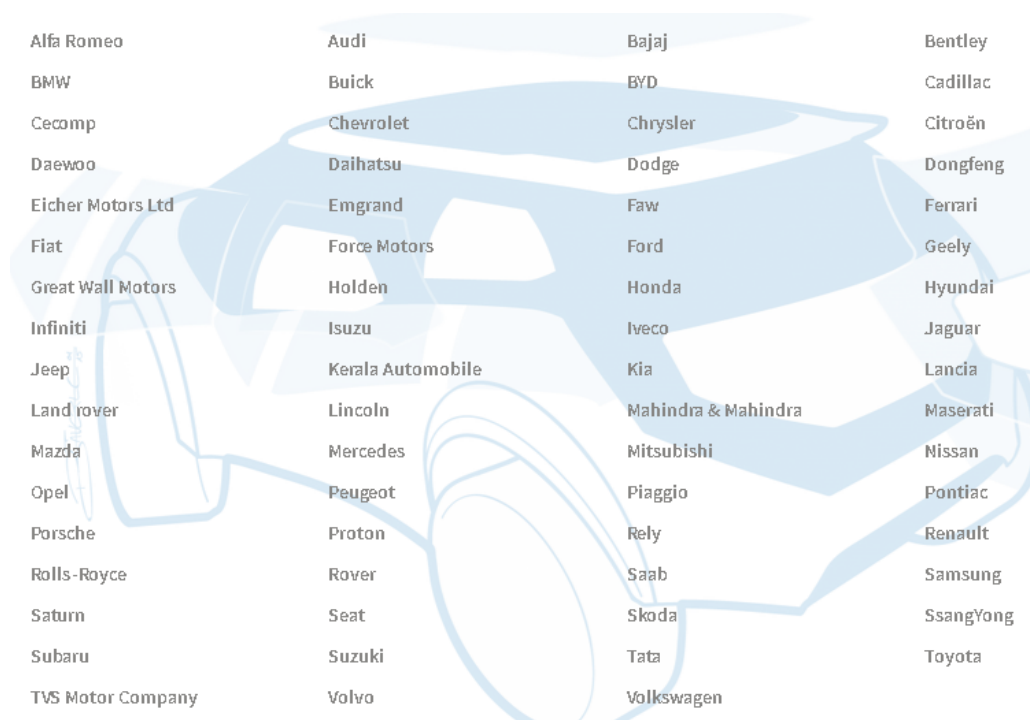 Alfa Romeo Audi Bajaj Bentley
BMW Buick BYD Cadillac
Cecomp Chevrolet Chrysler Citroën
Daewoo Daihatsu Dodge Dongfeng
Eicher Motors Ltd Emgrand Faw Ferrari
Fiat Force Motors Ford Geely
Great Wall Motors Holden Honda Hyundai
Infiniti Isuzu Iveco Jaguar
Jeep Kerala Automobile Kia Lancia
Land rover Lincoln Mahindra & Mahindra Maserati
Mazda Mercedes Mitsubishi Nissan
Opel Peugeot Piaggio Pontiac
Porsche Proton Rely Renault
Rolls-Royce Rover Saab Samsung
Saturn Seat Skoda SsangYong
Subaru Suzuki Tata Toyota
TVS Motor Company Volvo Volkswagen